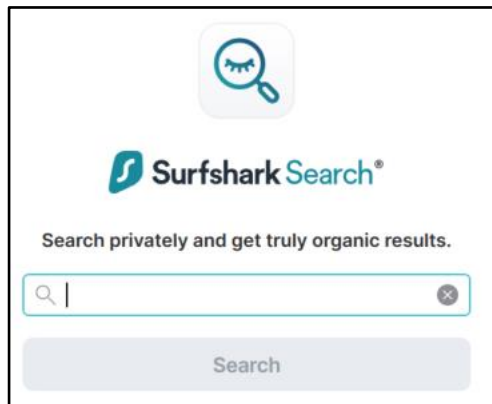 Surfshark Search®
Search privately and get truly organic results.
Search